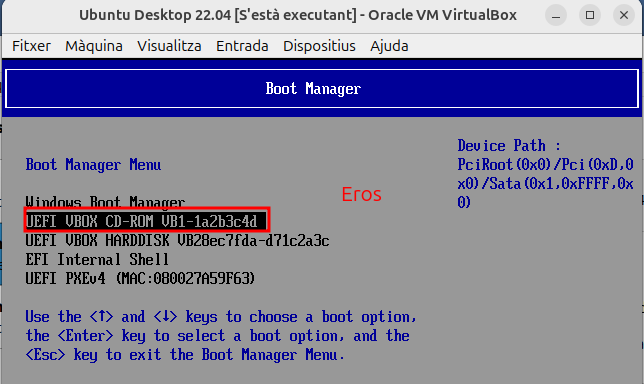 Ubuntu Desktop 22.04 [S'està executant] - Oracle VM VirtualBox
Fitxer Màquina Visualitza Entrada Dispositius Ajuda
Boot Manager
Device Path :
PciRoot(0x0)/Pci(0xD,0
x0)/Sata(0x1,0xFFFF,0x
0)
Boot Manager Menu
Eros
Windows Boot Manager
UEFI VBOX CD-ROM VB1-1a2b3c4d
UEFI VBOX HARDDISK VB28ec7fda-d71c2a3c
EFI Internal Shell
UEFI PXEv4 (MAC:080027A59F63)
Use the <↑> and <↓> keys to choose a boot option,
the <Enter> key to select a boot option, and the
<Esc> key to exit the Boot Manager Menu.